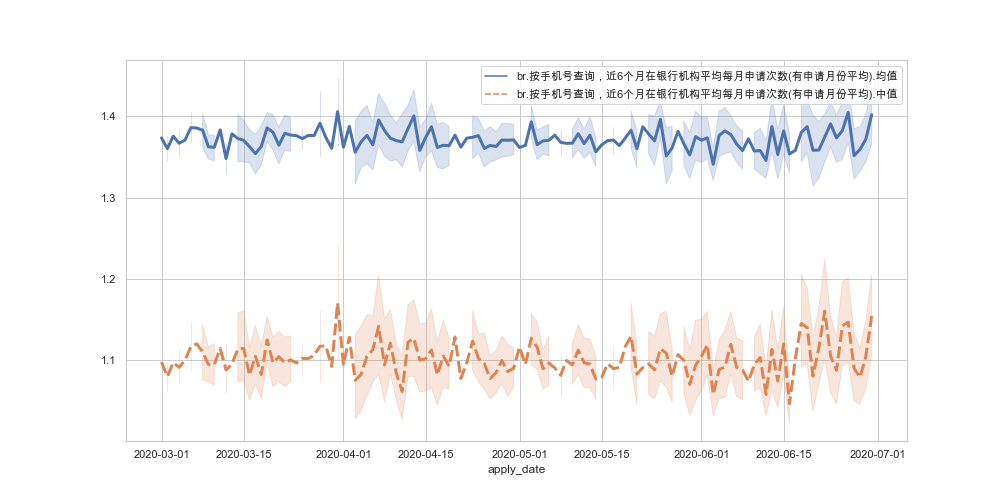 br.按手机号查询，近6个月在银行机构平均每月申请次数(有申请月份平均).均值
br.按手机号查询，近6个月在银行机构平均每月申请次数(有申请月份平均).中值
1.4
1.3
1.2
1.1
2020-03-01 2020-03-15 2020-04-01 2020-04-15 2020-05-01 2020-05-15 2020-06-01 2020-06-15 2020-07-01
apply_date